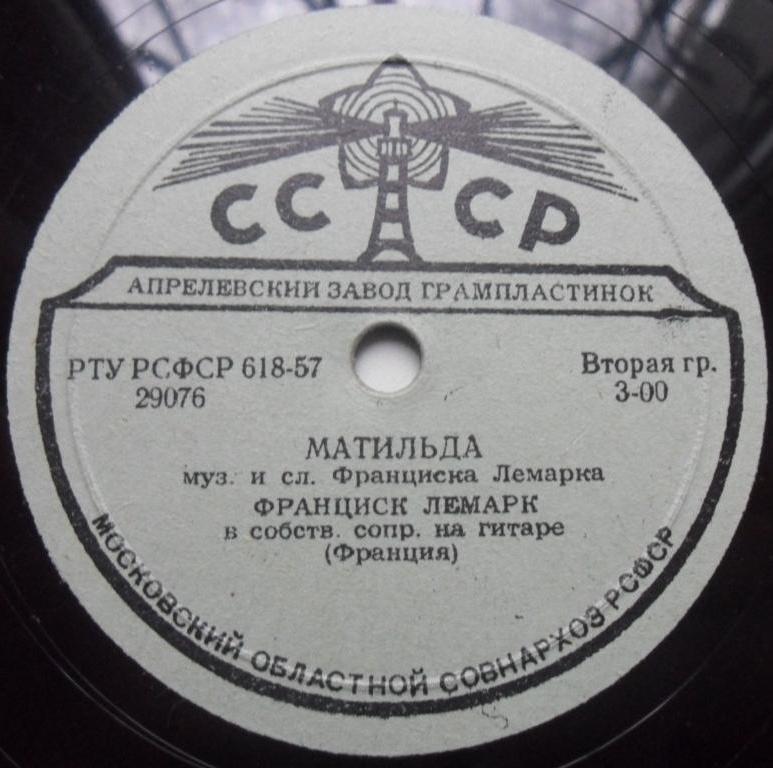 СССР
АПРЕЛЕВСКИЙ ЗАВОД ГРАМПЛАСТИНОК
РТУ РСФСР 618-57
29076
Вторая гр.
3-00
МАТИЛЬДА
муз. и сл. Франциска Лемарка
ФРАНЦИСК ЛЕМАРК
в собств. сопр. на гитаре
(Франция)
МОСКОВСКИЙ ОБЛАСТНОЙ СОВНАРХОЗ РСФСР